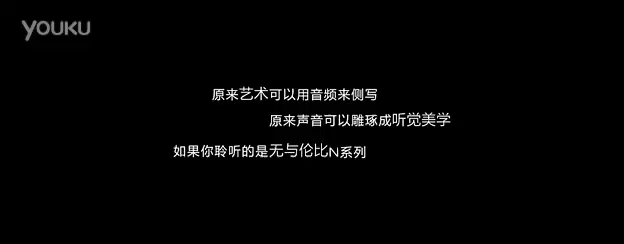 YOUKU
原来艺术可以用音频来侧写
原来声音可以雕琢成听觉美学
如果你聆听的是无与伦比N系列